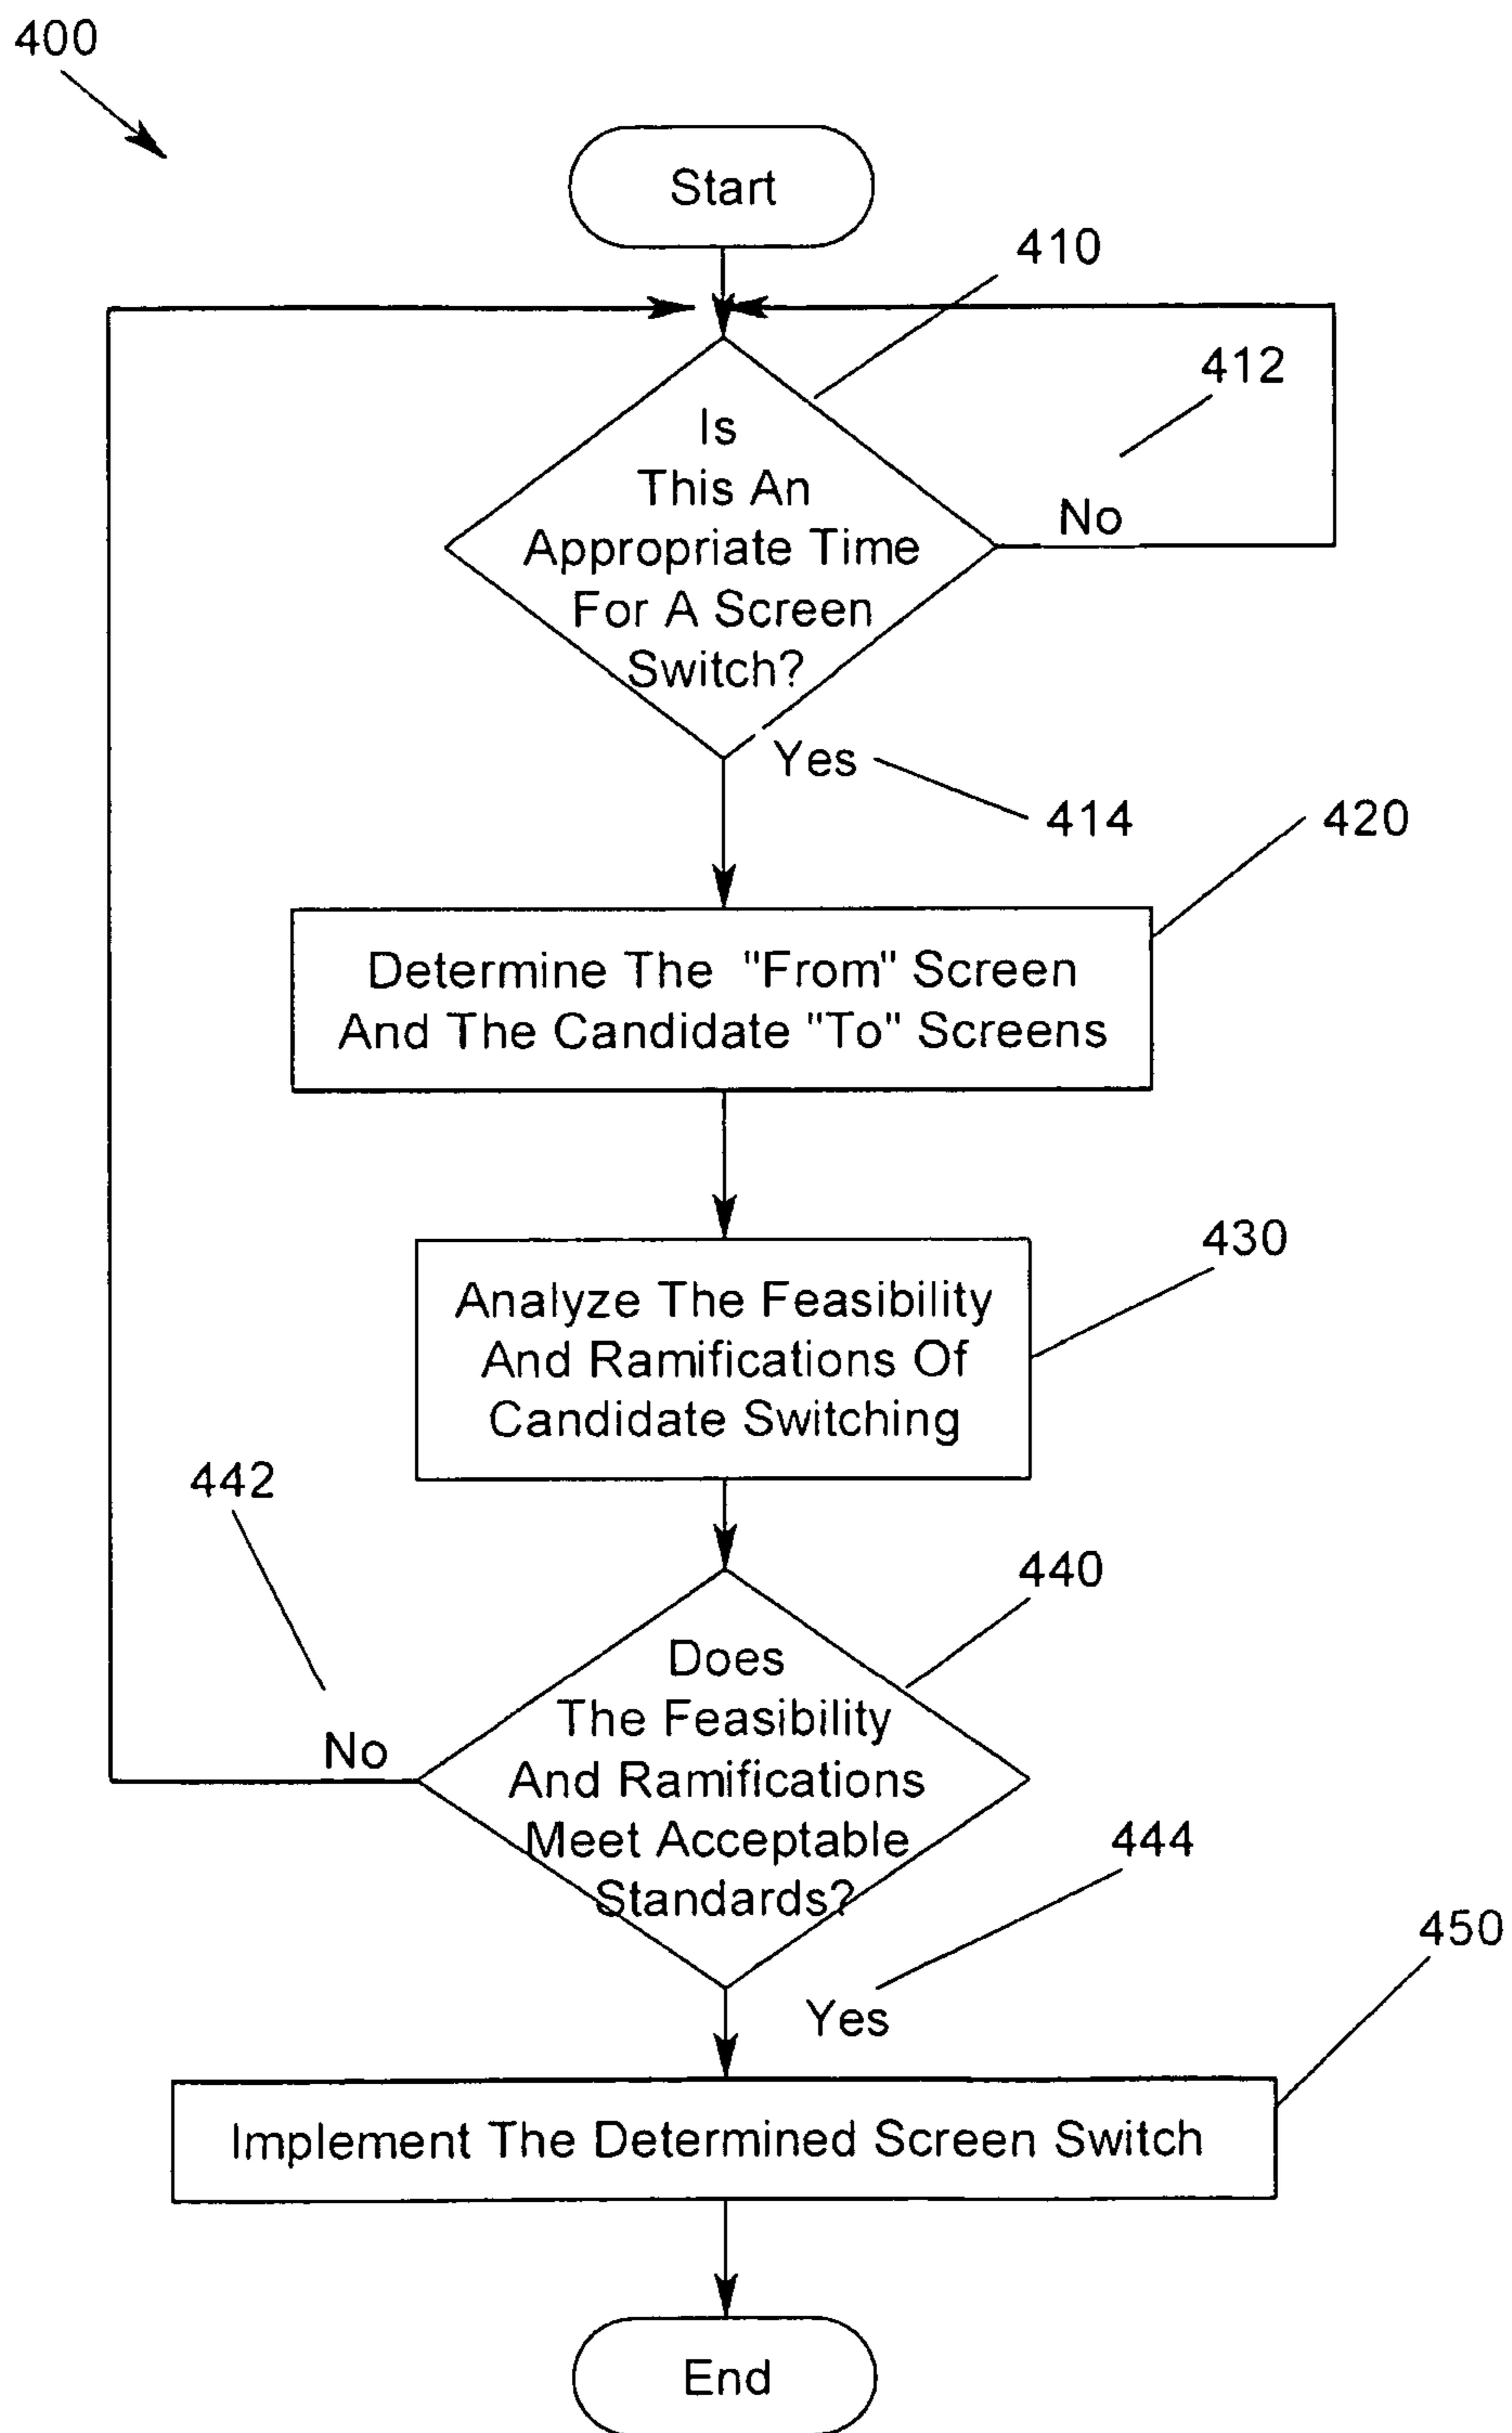 400
Start
410
412
Is
This An
Appropriate Time
For A Screen
Switch?
No
Yes
414
420
Determine The "From" Screen
And The Candidate "To" Screens
430
Analyze The Feasibility
And Ramifications Of
Candidate Switching
442
440
Does
The Feasibility
And Ramifications
Meet Acceptable
Standards?
No
444
Yes
450
Implement The Determined Screen Switch
End